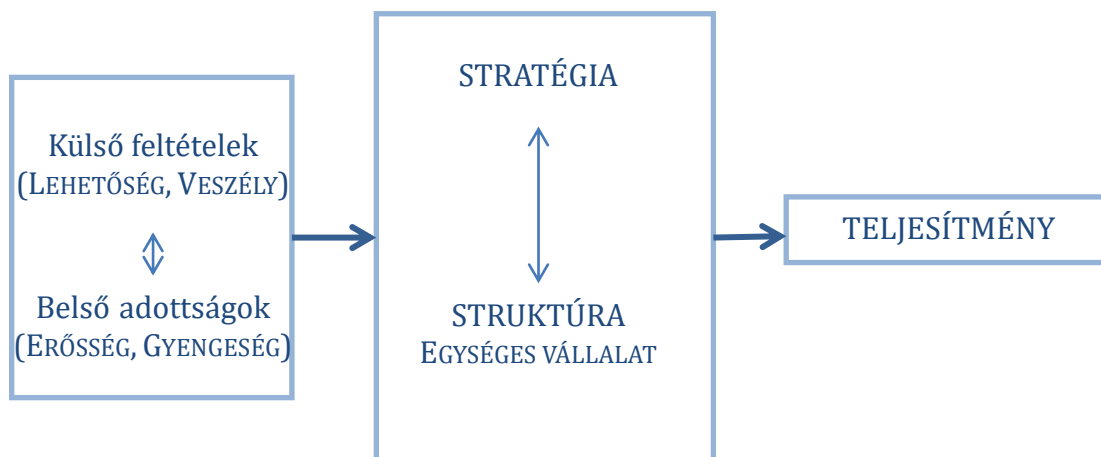 Külső feltételek
(LEHETŐSÉG, VESZÉLY)
Belső adottságok
(ERŐSSÉG, GYENGESÉG)
STRATÉGIA
STRUKTÚRA
EGYSÉGES VÁLLALAT
TELJESÍTMÉNY